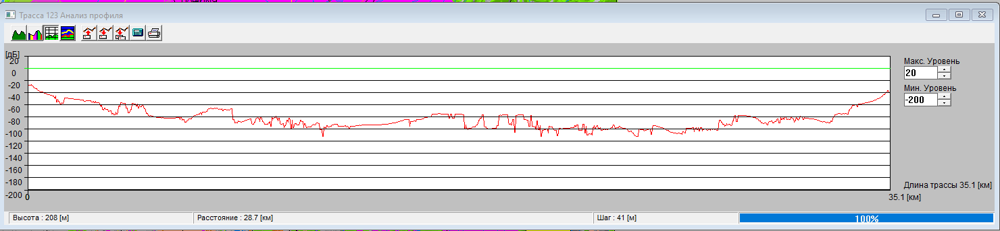 Трасса 123 Анализ профиля
[дБ]
20
0
-20
-40
-60
-80
-100
-120
-140
-160
-180
-200
0
35.1 [км]
Макс. Уровень
20
Мин. Уровень
-200
Длина трассы 35.1 [км]
Высота : 208 [м]
Расстояние : 28.7 [км]
Шаг : 41 [м]
100%